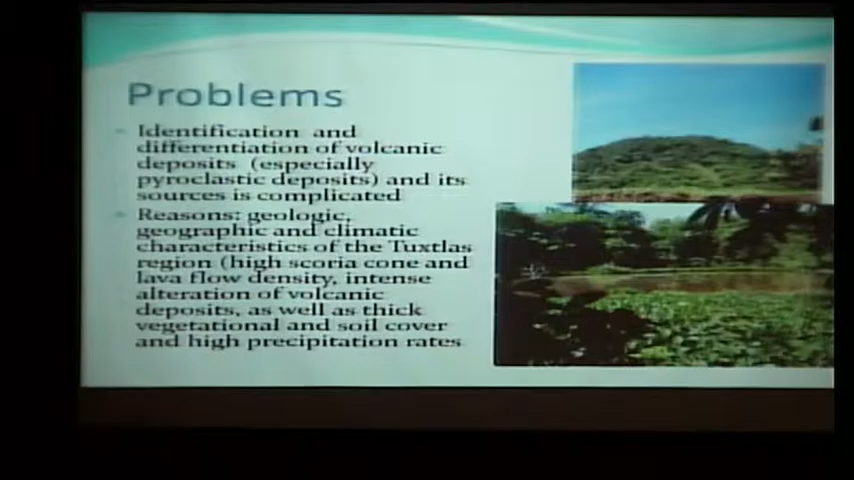 Problems
Identification and
differentiation of volcanic
deposits (especially
pyroclastic deposits) and its
sources is complicated
Reasons: geologic,
geographic and climatic
characteristics of the Tuxtlas
region (high scoria cone and
lava flow density, intense
alteration of volcanic
deposits, as well as thick
vegetational and soil cover
and high precipitation rates